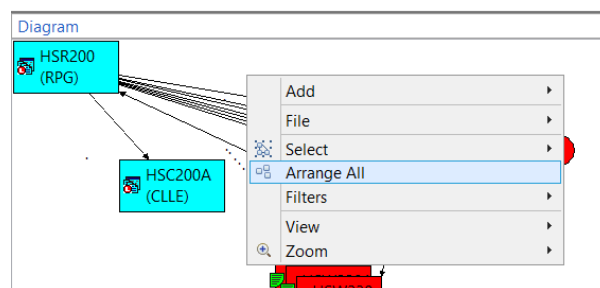 Diagram
HSR200
(RPG)
HSC200A
(CLLE)
Add
File
Select
Arrange All
Filters
View
Zoom